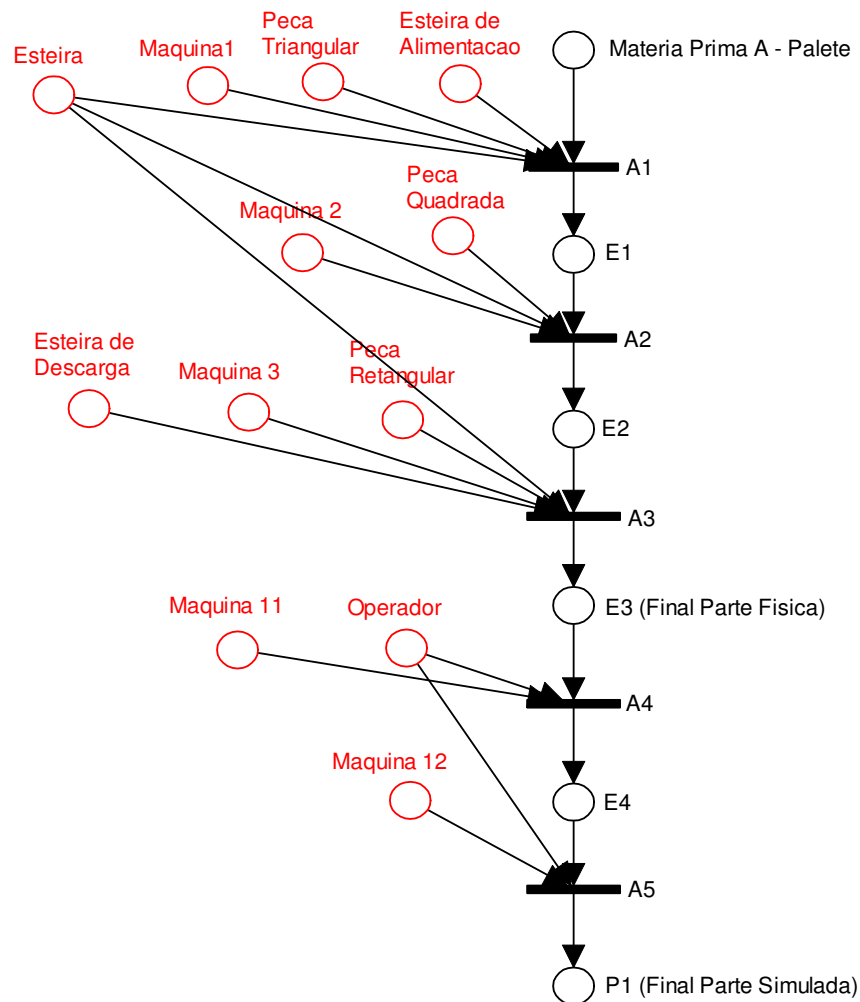 Peca
Triangular
Esteira de
Alimentacao
Materia Prima A - Palete
Esteira
Maquina1
A1
Peca
Quadrada
Maquina 2
E1
A2
Esteira de
Descarga
Maquina 3
Peca
Retangular
E2
A3
Maquina 11
Operador
E3 (Final Parte Fisica)
A4
Maquina 12
E4
A5
P1 (Final Parte Simulada)